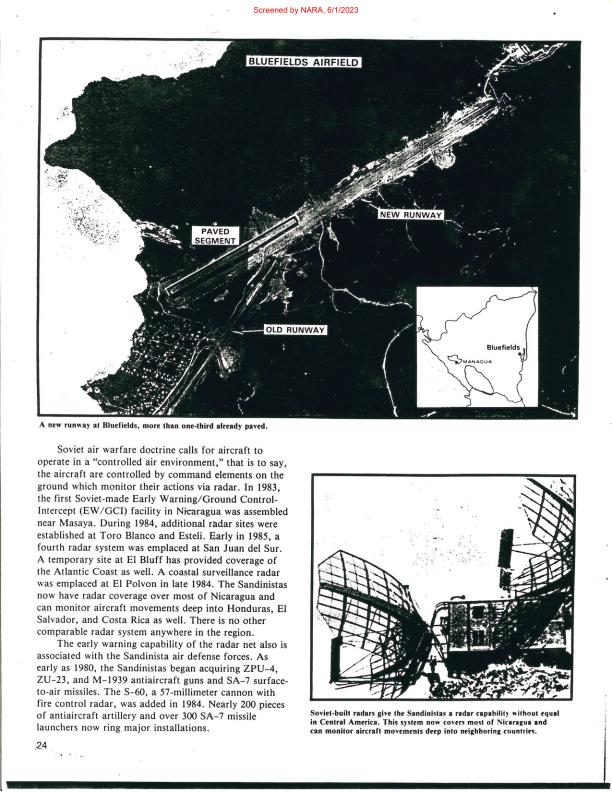 Screened by NARA, 6/1/2023
BLUEFIELDS AIRFIELD
NEW RUNWAY
PAVED
SEGMENT
OLD RUNWAY
Bluefields
MANAGUA
A new runway at Bluefields, more than one-third already paved.
Soviet air warfare doctrine calls for aircraft to
operate in a “controlled air environment,” that is to say,
the aircraft are controlled by command elements on the
ground which monitor their actions via radar. In 1983,
the first Soviet-made Early Warning/Ground Control-
Intercept (EW/GCI) facility in Nicaragua was assembled
near Masaya. During 1984, additional radar sites were
established at Toro Blanco and Esteli. Early in 1985, a
fourth radar system was emplaced at San Juan del Sur.
A temporary site at El Bluff has provided coverage of
the Atlantic Coast as well. A coastal surveillance radar
was emplaced at El Polvon in late 1984. The Sandinistas
now have radar coverage over most of Nicaragua and
can monitor aircraft movements deep into Honduras, El
Salvador, and Costa Rica as well. There is no other
comparable radar system anywhere in the region.
The early warning capability of the radar net also is
associated with the Sandinista air defense forces. As
early as 1980, the Sandinistas began acquiring ZPU-4,
ZU-23, and M-1939 antiaircraft guns and SA-7 surface-
to-air missiles. The S-60, a 57-millimeter cannon with
fire control radar, was added in 1984. Nearly 200 pieces
of antiaircraft artillery and over 300 SA-7 missile
launchers now ring major installations.
Soviet-built radars give the Sandinistas a radar capability without equal
in Central America. This system now covers most of Nicaragua and
can monitor aircraft movements deep into neighboring countries.
24